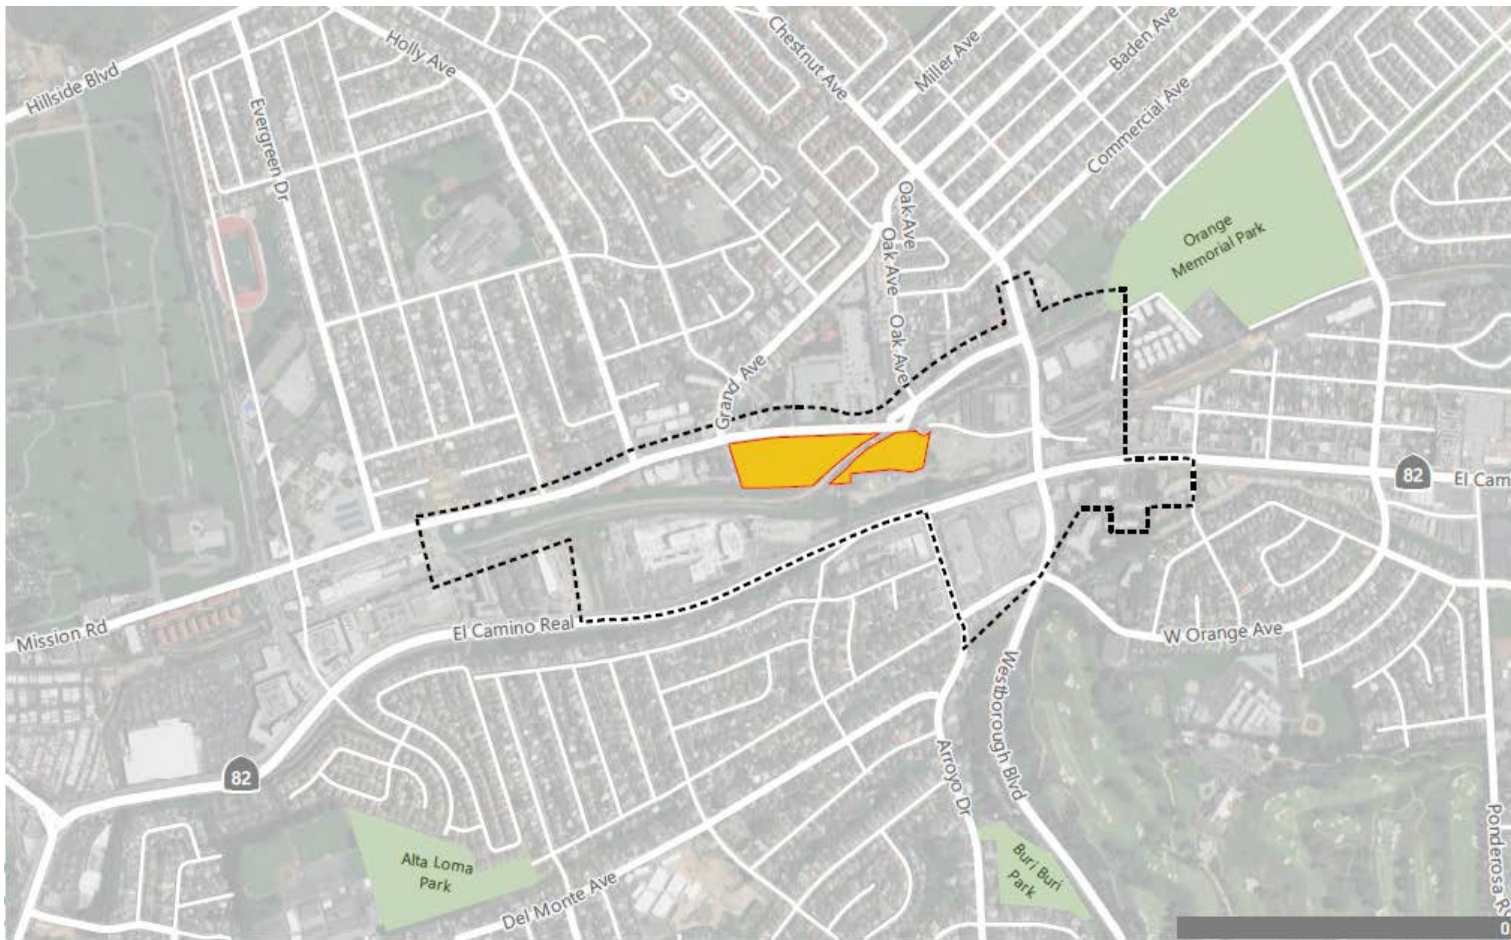 Hillside Blvd
Holly Ave
Evergreen Dr
Chestnut Ave
Miller Ave
Baden Ave
Commercial Ave
Oak Ave
Oak Ave
Oak Ave
Orange
Memorial Park
Grand Ave
82
El Cam
El Camino Real
Mission Rd
W Orange Ave
Westborough Blvd
Arroyo Dr
82
Alta Loma
Park
Del Monte Ave
Buri Buri
Park
Ponderosa R
0